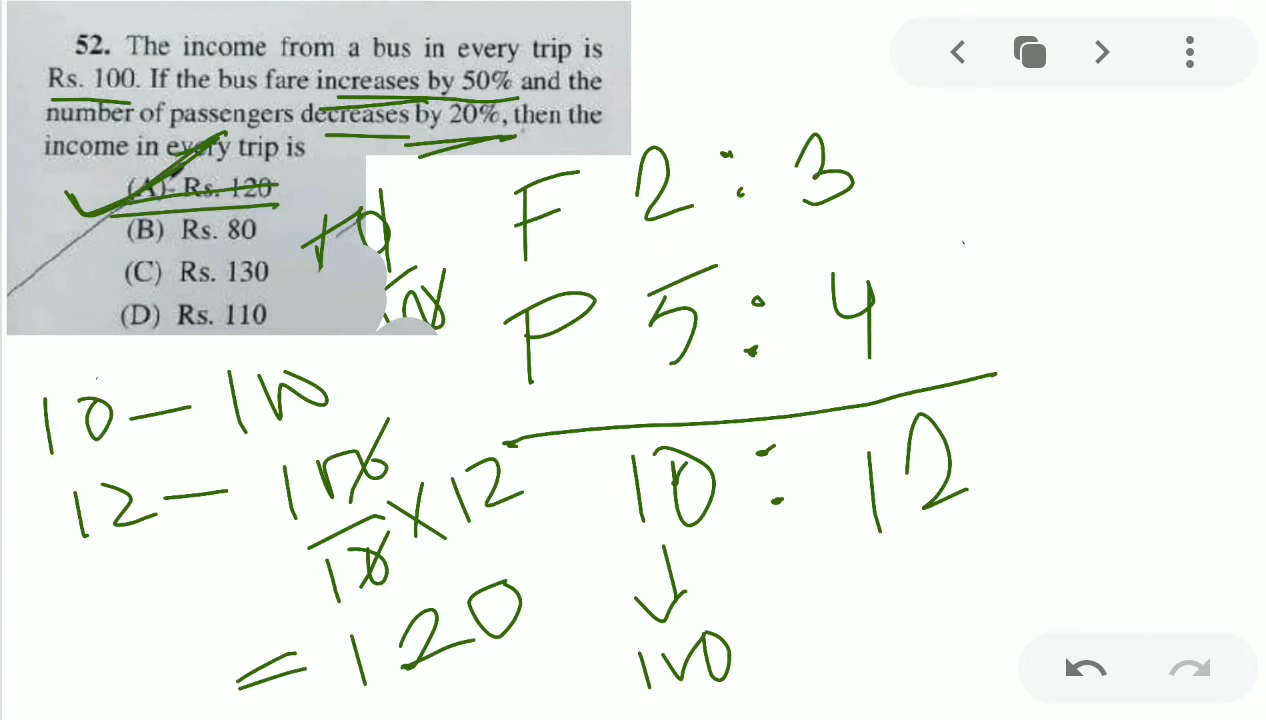 52. The income from a bus in every trip is
Rs. 100. If the bus fare increases by 50% and the
number of passengers decreases by 20%, then the
income in every trip is
(A) Rs. 120
(B) Rs. 80
(C) Rs. 130
(D) Rs. 110
F 2 : 3
P 5 : 4
10 : 12
100
10 — 100
12 — 100/10 × 12
= 120